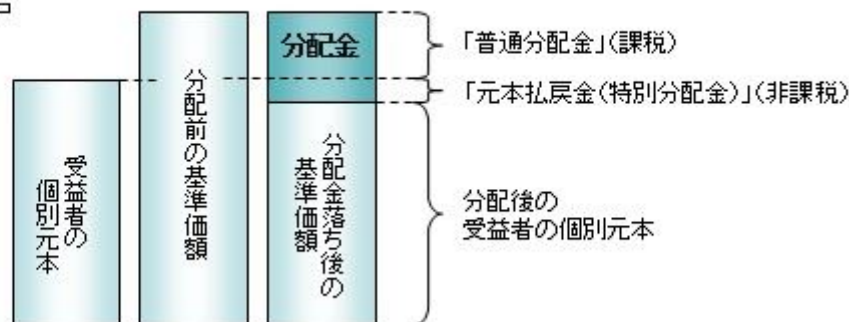 分配金
「普通分配金」(課税)
「元本払戻金(特別分配金)」(非課税)
受益者の
個別元本
分配前の基準価額
分配金落ち後の
基準価額
分配後の
受益者の個別元本